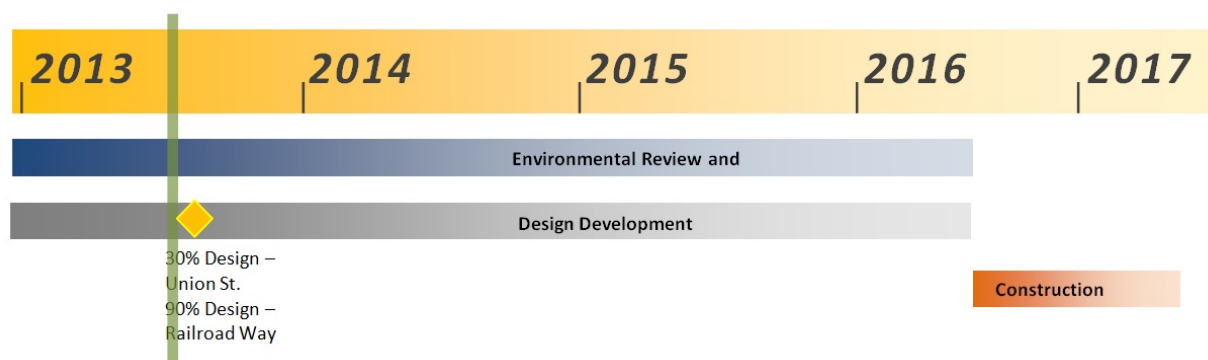 2013 2014 2015 2016 2017
Environmental Review and
Design Development
30% Design –
Union St.
90% Design –
Railroad Way
Construction